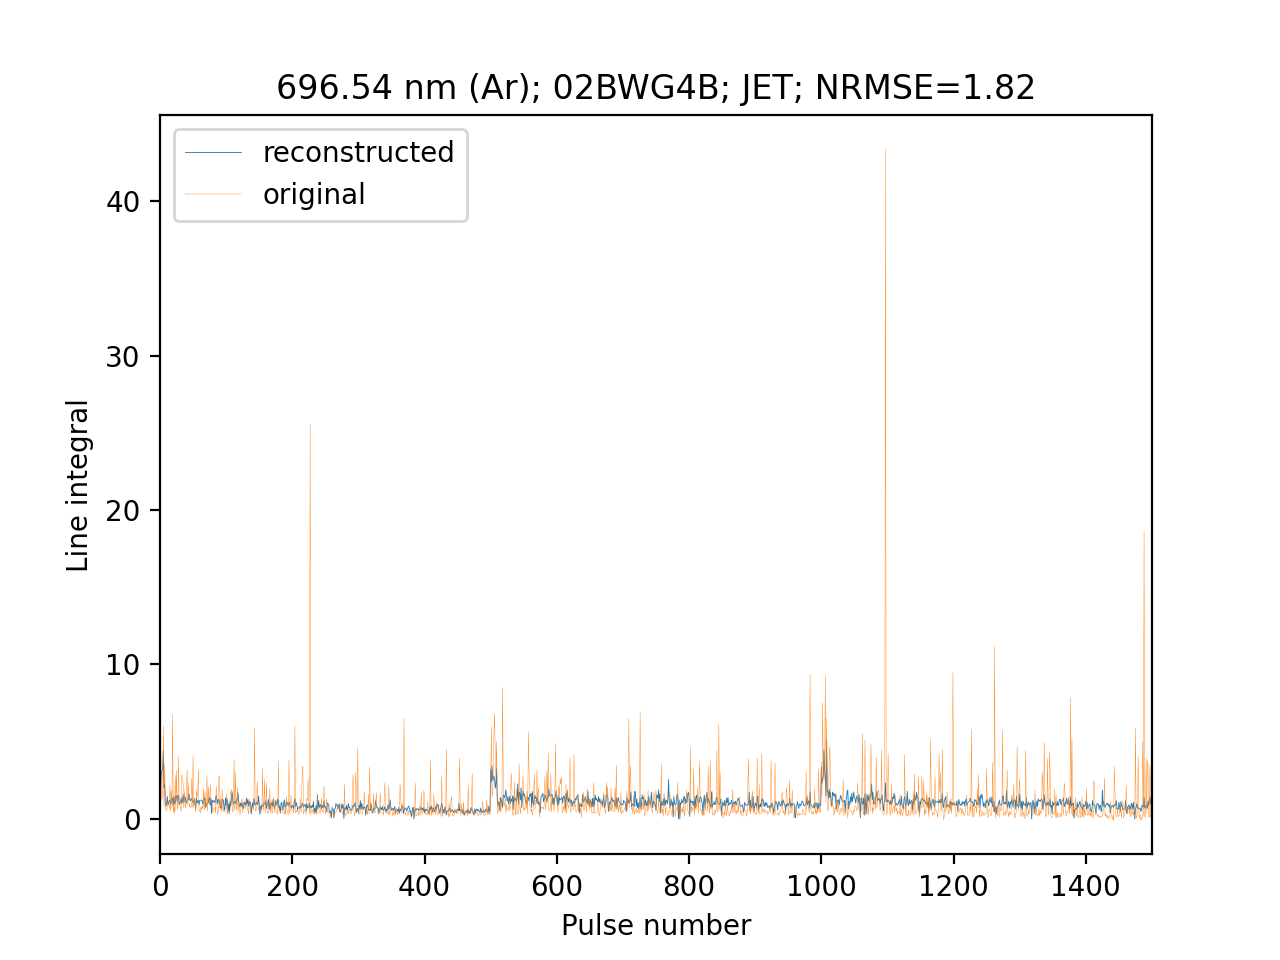 696.54 nm (Ar); 02BWG4B; JET; NRMSE=1.82
reconstructed
original
40
30
20
10
0
Line integral
0 200 400 600 800 1000 1200 1400
Pulse number